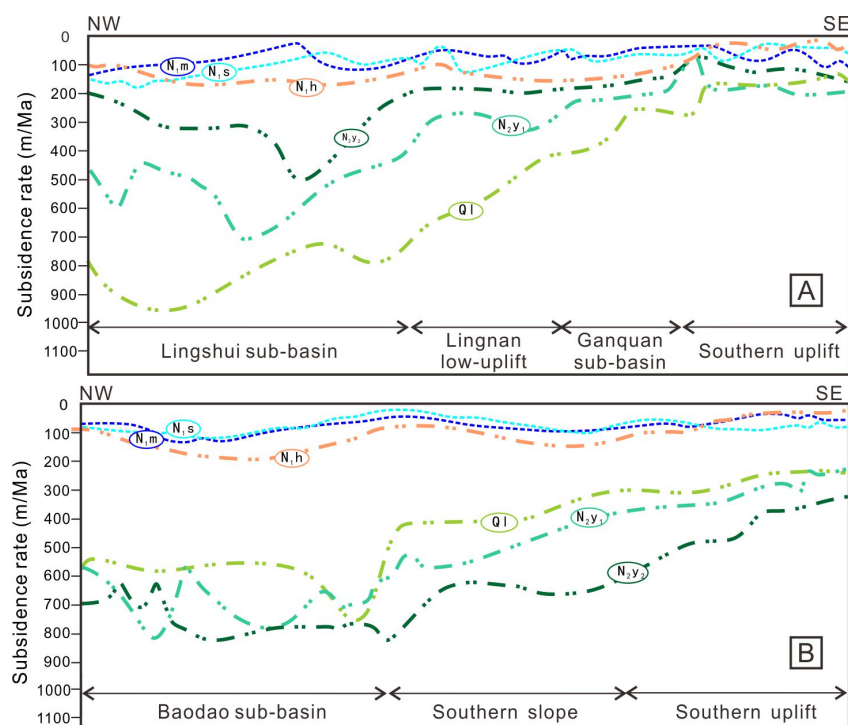 NW SE
0
100
200
300
400
500
600
700
800
900
1000
1100
Subsidence rate (m/Ma)
N₁m
N₁s
N₁h
N₂y₂
N₂y₁
Ql
A
Lingshui sub-basin
Lingnan
low-uplift
Ganquan
sub-basin
Southern uplift
NW SE
0
100
200
300
400
500
600
700
800
900
1000
1100
Subsidence rate (m/Ma)
N₁s
N₁m
N₁h
Ql
N₂y₁
N₂y₂
B
Baodao sub-basin
Southern slope
Southern uplift